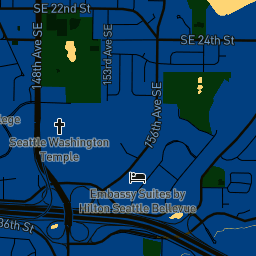 SE 22nd St
SE 24th St
148th Ave SE
153rd Ave SE
156th Ave SE
lege
Seattle Washington
Temple
Embassy Suites by
Hilton Seattle Bellevue
36th St